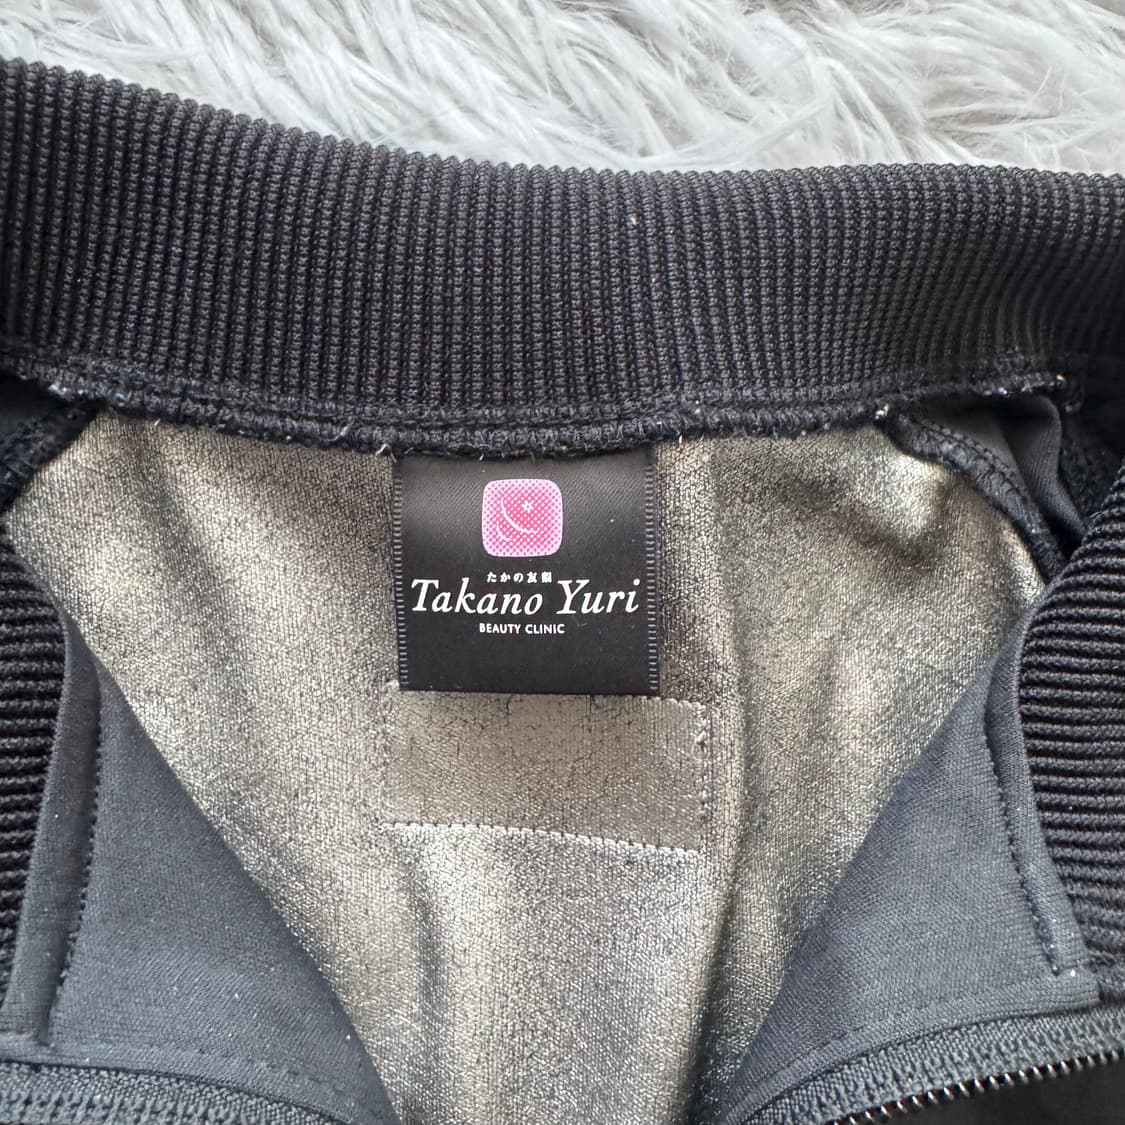 たかの友梨
Takano Yuri
BEAUTY CLINIC